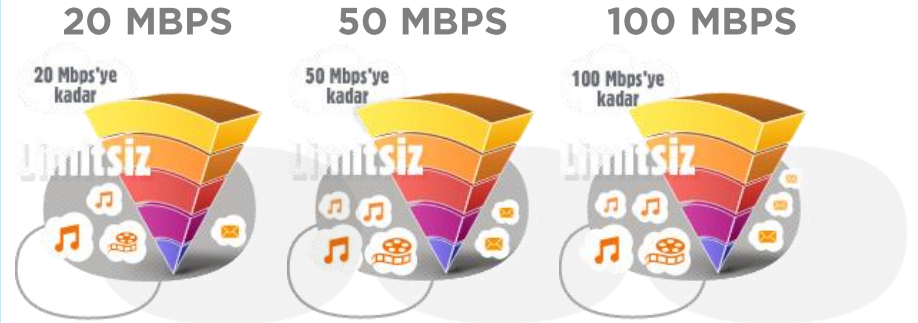 20 MBPS
50 MBPS
100 MBPS
20 Mbps'ye
kadar
Limitsiz
50 Mbps'ye
kadar
Limitsiz
100 Mbps'ye
kadar
Limitsiz